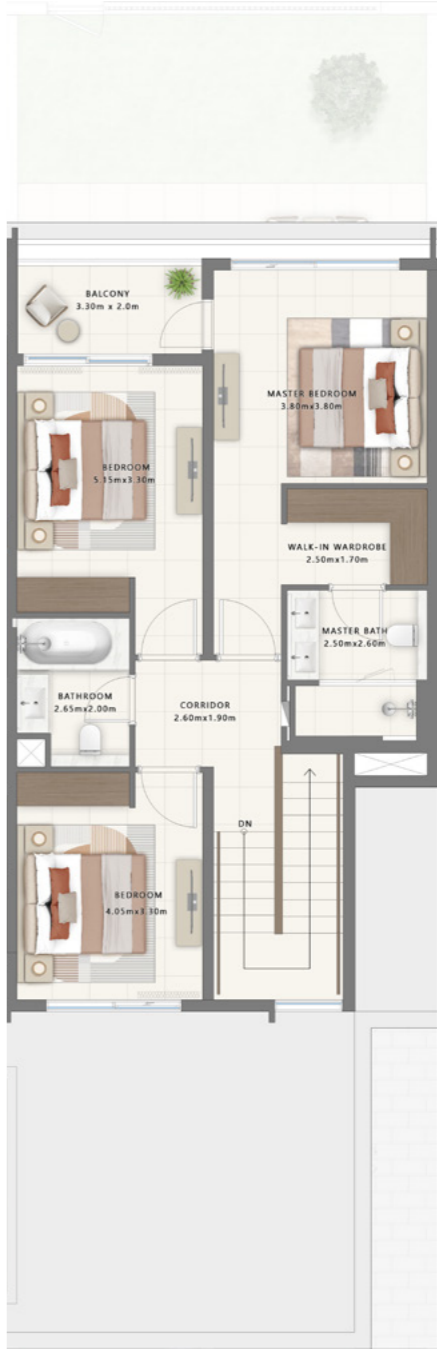 BALCONY
3.30m x 2.0m
MASTER BEDROOM
3.80mx3.80m
BEDROOM
5.15mx3.30m
WALK-IN WARDROBE
2.50mx1.70m
MASTER BATH
2.50mx2.60m
BATHROOM
2.65mx2.00m
CORRIDOR
2.60mx1.90m
DN
BEDROOM
4.05mx3.30m